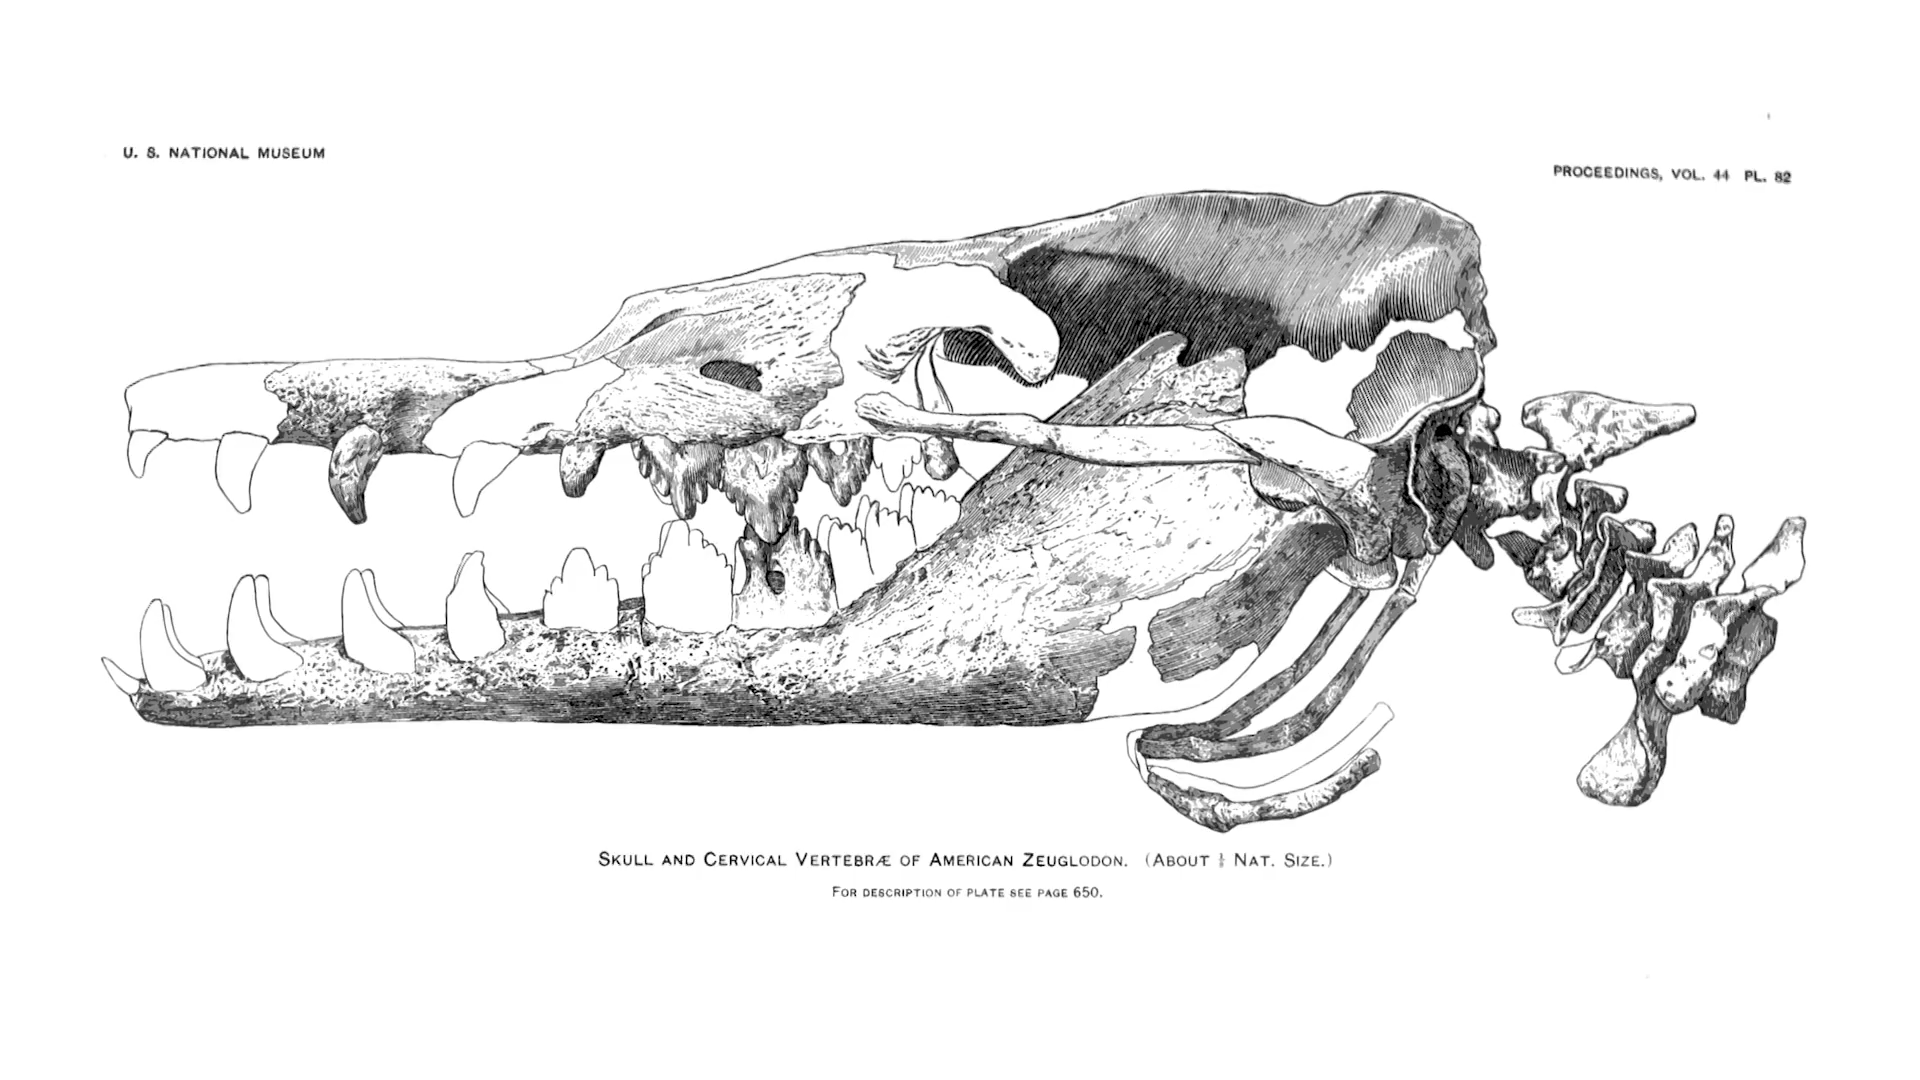 U. S. NATIONAL MUSEUM
PROCEEDINGS, VOL. 44 PL. 82
SKULL AND CERVICAL VERTEBRÆ OF AMERICAN ZEUGLODON. (ABOUT NAT. SIZE.)
FOR DESCRIPTION OF PLATE SEE PAGE 650.